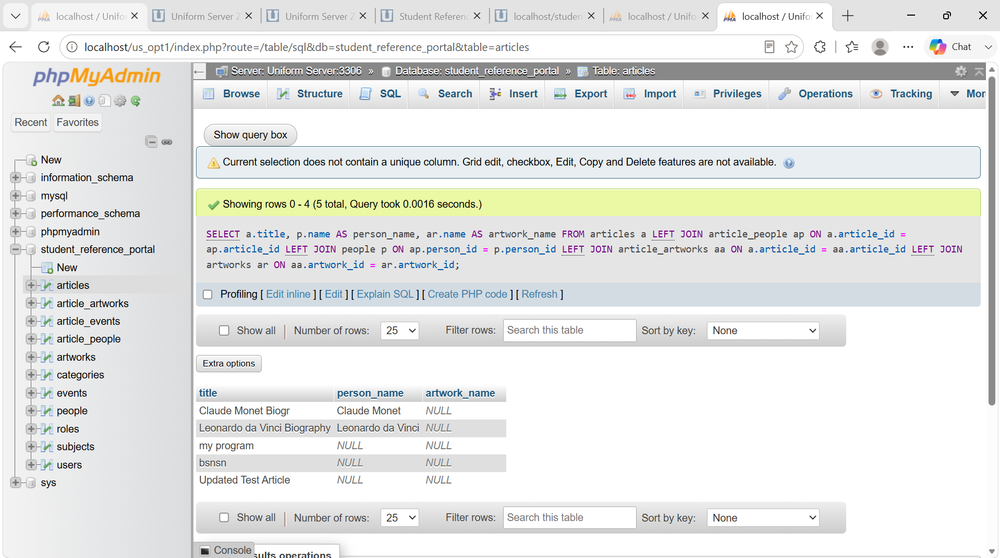 localhost / Unifo
Uniform Server Z
Uniform Server Z
Student Referenc
localhost/studen
localhost / Unifo
localhost / Unifo
localhost/us_opt1/index.php?route=/table/sql&db=student_reference_portal&table=articles
Chat
phpMyAdmin
Recent
Favorites
New
information_schema
mysql
performance_schema
phpmyadmin
student_reference_portal
New
articles
article_artworks
article_events
article_people
artworks
categories
events
people
roles
subjects
users
sys
Server: Uniform Server:3306 » Database: student_reference_portal » Table: articles
Browse Structure SQL Search Insert Export Import Privileges Operations Tracking Mor
Show query box
Current selection does not contain a unique column. Grid edit, checkbox, Edit, Copy and Delete features are not available.
Showing rows 0 - 4 (5 total, Query took 0.0016 seconds.)
SELECT a.title, p.name AS person_name, ar.name AS artwork_name FROM articles a LEFT JOIN article_people ap ON a.article_id =
ap.article_id LEFT JOIN people p ON ap.person_id = p.person_id LEFT JOIN article_artworks aa ON a.article_id = aa.article_id LEFT JOIN
artworks ar ON aa.artwork_id = ar.artwork_id;
Profiling [ Edit inline ] [ Edit ] [ Explain SQL ] [ Create PHP code ] [ Refresh ]
Show all Number of rows: 25 Filter rows: Search this table Sort by key: None
Extra options
title person_name artwork_name
Claude Monet Biogr Claude Monet NULL
Leonardo da Vinci Biography Leonardo da Vinci NULL
my program NULL NULL
bsnsn NULL NULL
Updated Test Article NULL NULL
Show all Number of rows: 25 Filter rows: Search this table Sort by key: None
Console
sults operations